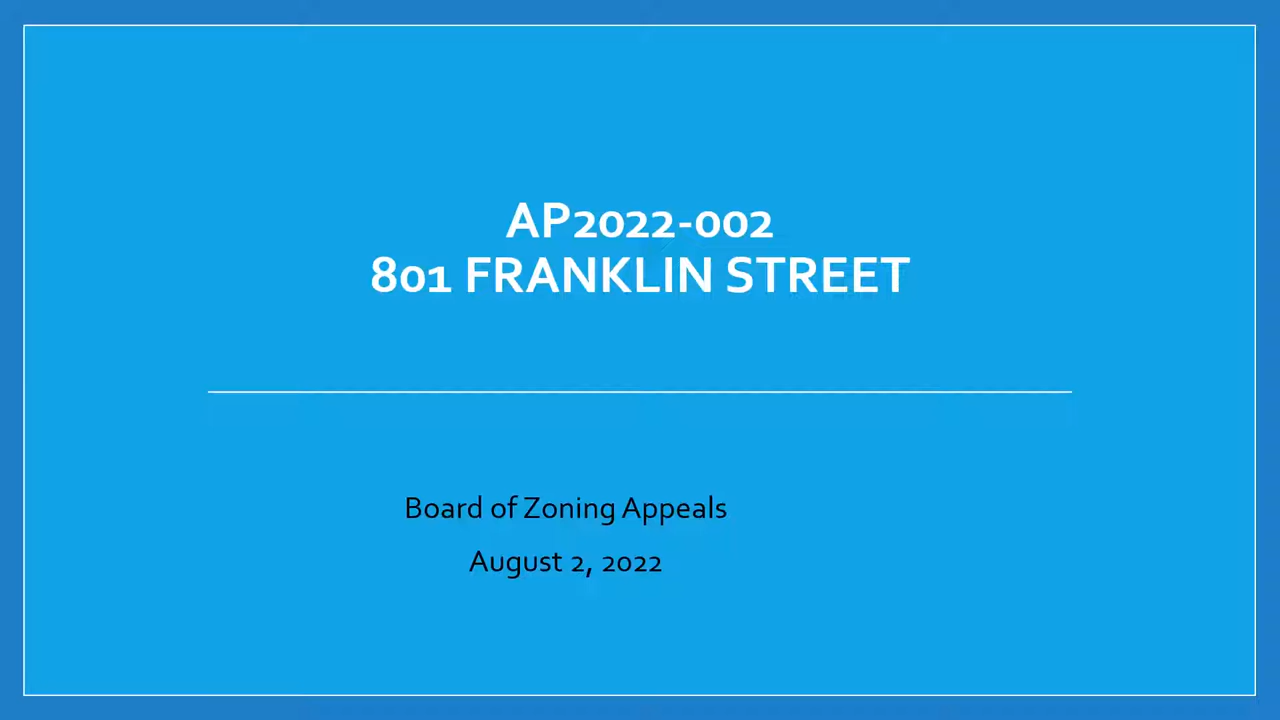 AP2022-002
801 FRANKLIN STREET
Board of Zoning Appeals
August 2, 2022